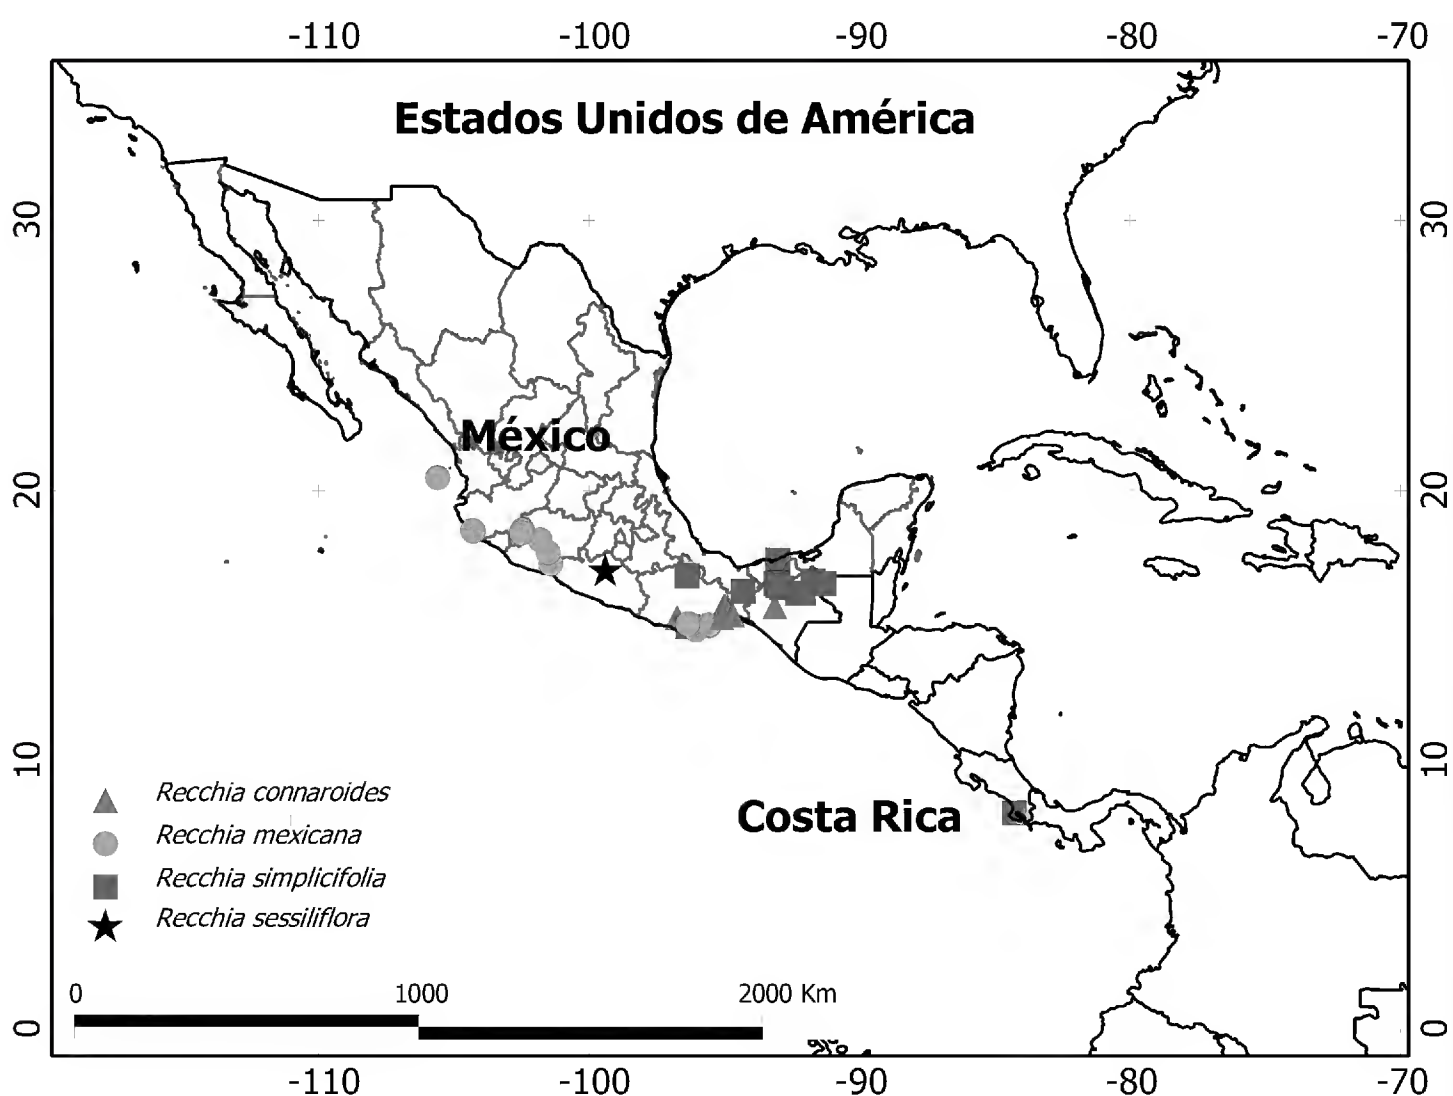 -110 -100 -90 -80 -70
Estados Unidos de América
30 30
México
20 20
10 10
Costa Rica
Recchia connaroides
Recchia mexicana
Recchia simplicifolia
Recchia sessiliflora
0 1000 2000 Km
0 0
-110 -100 -90 -80 -70